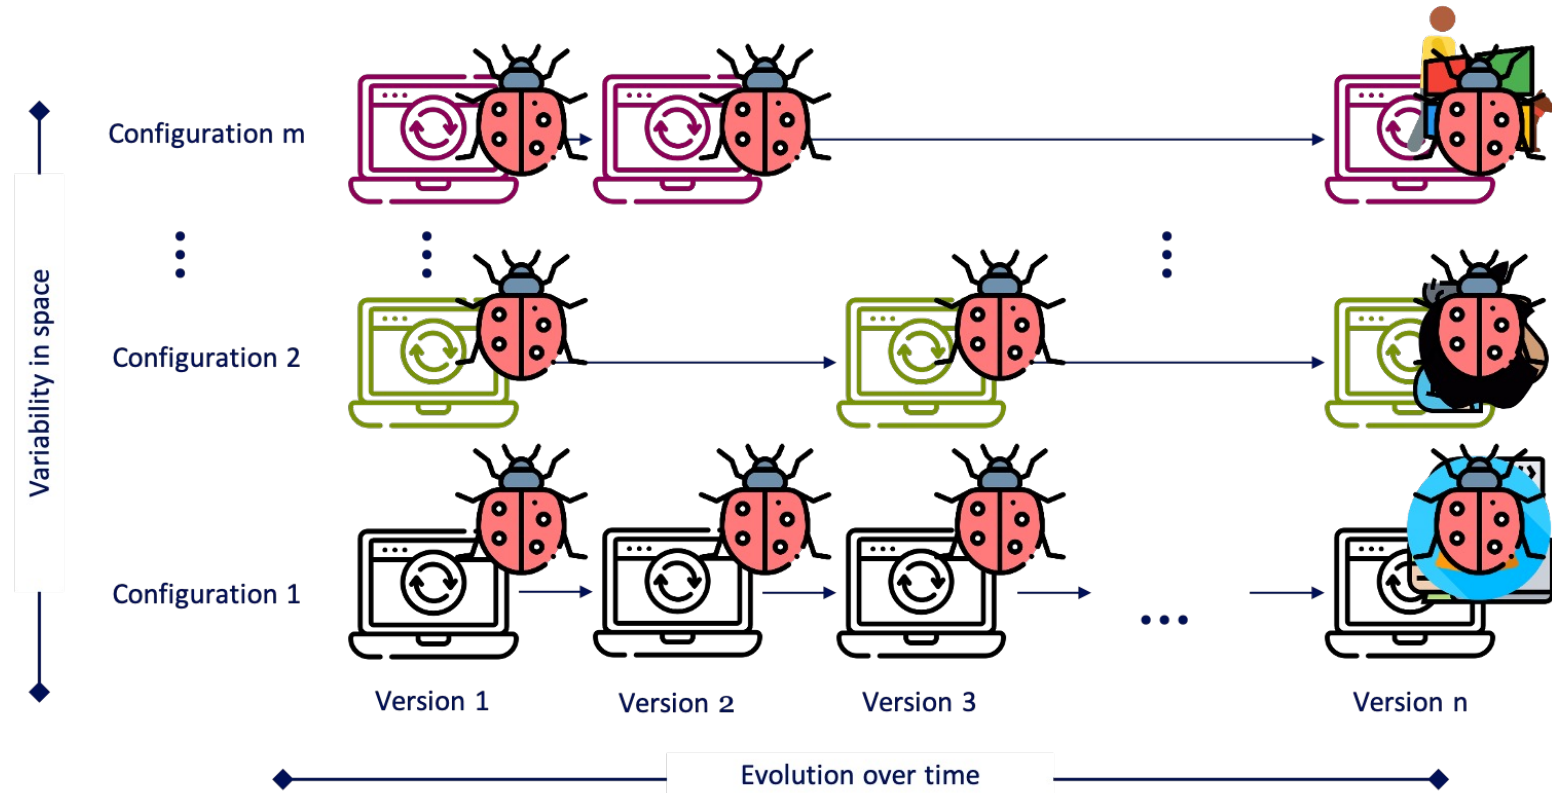 Configuration m
Configuration 2
Configuration 1
Variability in space
Version 1
Version 2
Version 3
Version n
Evolution over time